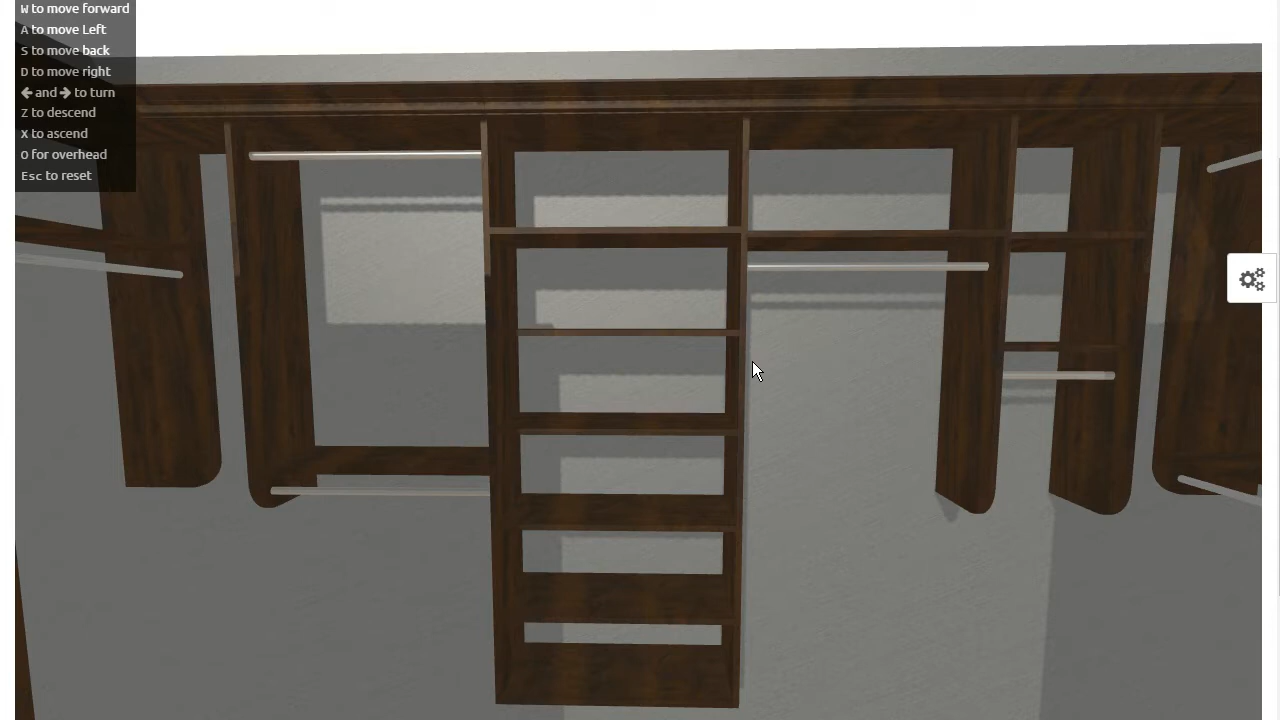 W to move forward
A to move Left
S to move back
D to move right
🡸 and 🡺 to turn
Z to descend
X to ascend
O for overhead
Esc to reset